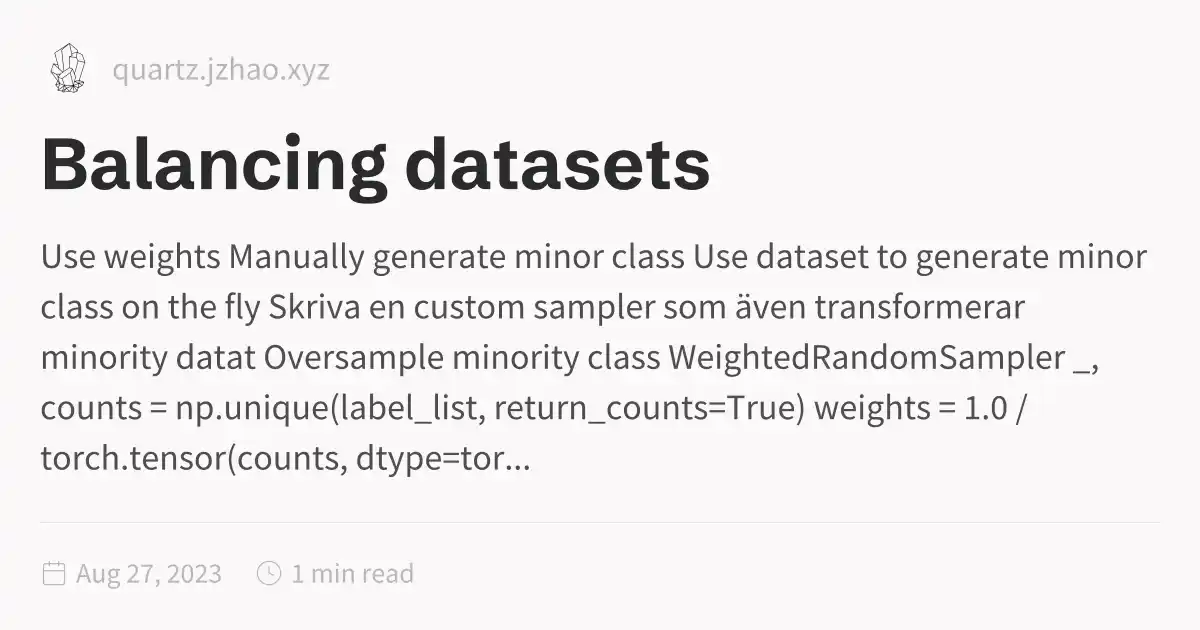 quartz.jzhao.xyz
Balancing datasets
Use weights Manually generate minor class Use dataset to generate minor
class on the fly Skriva en custom sampler som även transformerar
minority datat Oversample minority class WeightedRandomSampler _,
counts = np.unique(label_list, return_counts=True) weights = 1.0 /
torch.tensor(counts, dtype=tor...
Aug 27, 2023 1 min read